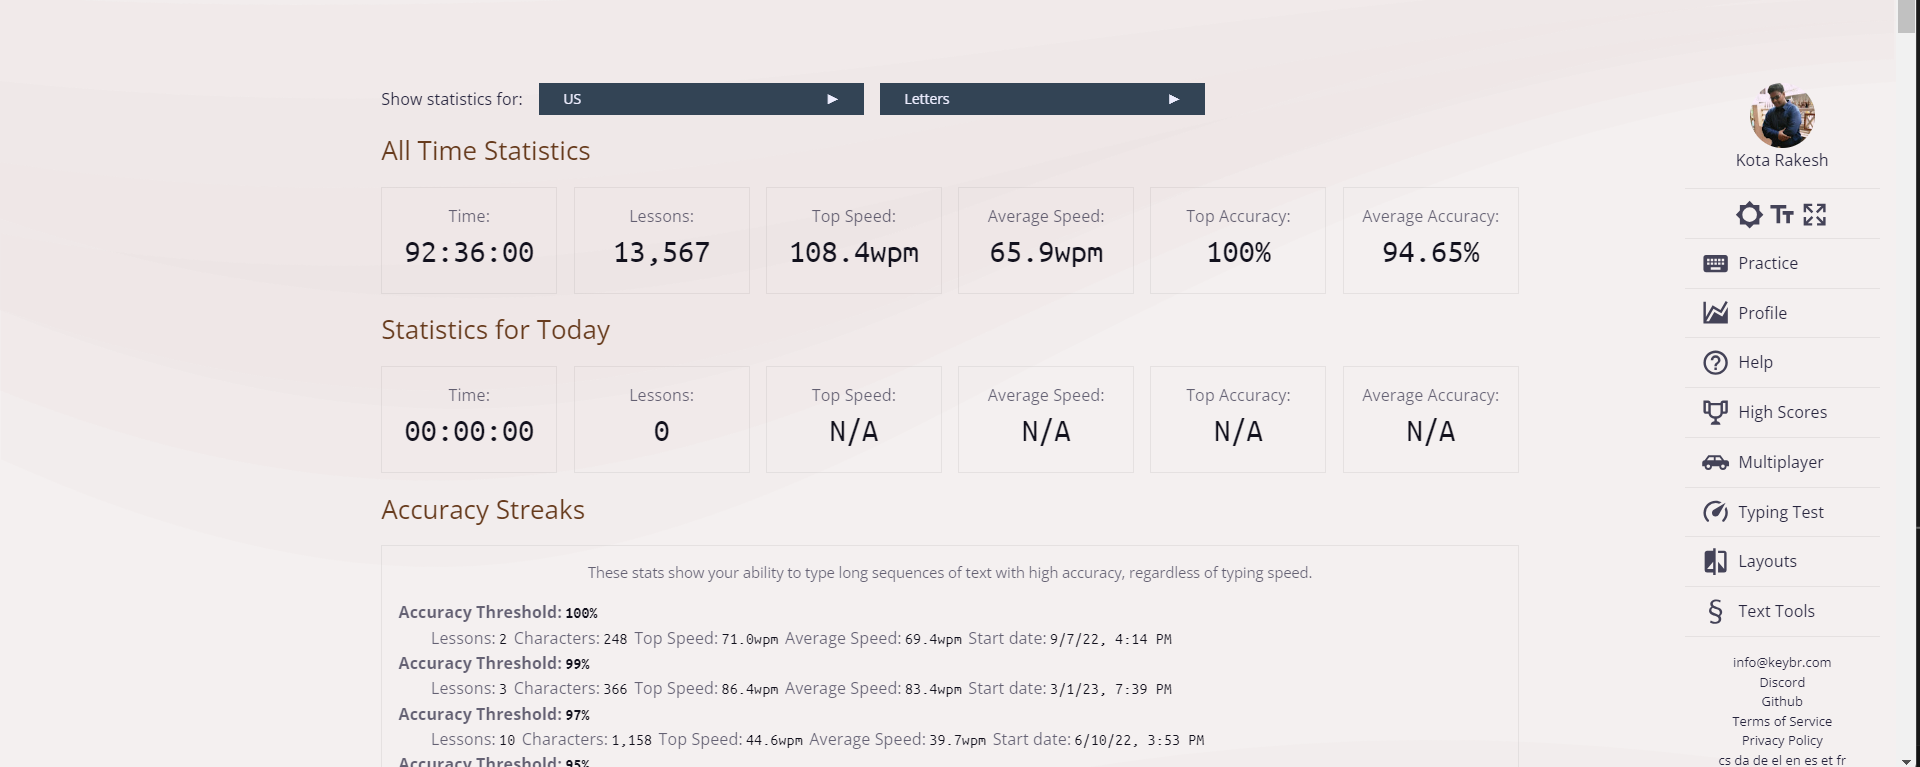 Show statistics for: US ▶ Letters ▶
All Time Statistics
Time: Lessons: Top Speed: Average Speed: Top Accuracy: Average Accuracy:
92:36:00 13,567 108.4wpm 65.9wpm 100% 94.65%
Statistics for Today
Time: Lessons: Top Speed: Average Speed: Top Accuracy: Average Accuracy:
00:00:00 0 N/A N/A N/A N/A
Accuracy Streaks
These stats show your ability to type long sequences of text with high accuracy, regardless of typing speed.
Accuracy Threshold: 100%
Lessons: 2 Characters: 248 Top Speed: 71.0wpm Average Speed: 69.4wpm Start date: 9/7/22, 4:14 PM
Accuracy Threshold: 99%
Lessons: 3 Characters: 366 Top Speed: 86.4wpm Average Speed: 83.4wpm Start date: 3/1/23, 7:39 PM
Accuracy Threshold: 97%
Lessons: 10 Characters: 1,158 Top Speed: 44.6wpm Average Speed: 39.7wpm Start date: 6/10/22, 3:53 PM
Accuracy Threshold: 95%
Kota Rakesh
Practice
Profile
Help
High Scores
Multiplayer
Typing Test
Layouts
§ Text Tools
info@keybr.com
Discord
Github
Terms of Service
Privacy Policy
cs da de el en es et fr